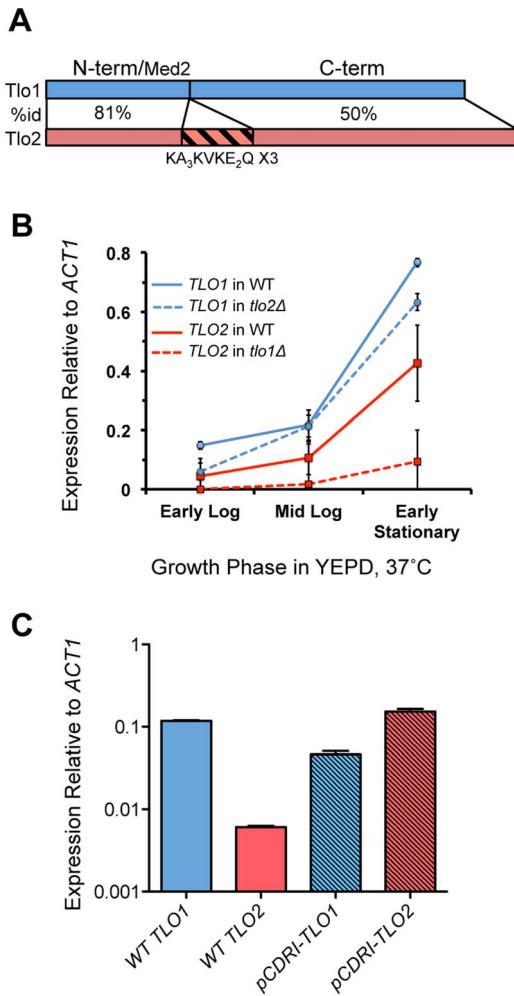 A
N-term/Med2 C-term
Tlo1
%id 81% 50%
Tlo2
KA₃KVKE₂Q X3
B
Expression Relative to ACT1
0.8
0.6
0.4
0.2
0
TLO1 in WT
TLO1 in tlo2Δ
TLO2 in WT
TLO2 in tlo1Δ
Early Log Mid Log Early
Stationary
Growth Phase in YEPD, 37˚C
C
Expression Relative to ACT1
1
0.1
0.01
0.001
WT TLO1
WT TLO2
pCDRI-TLO1
pCDRI-TLO2